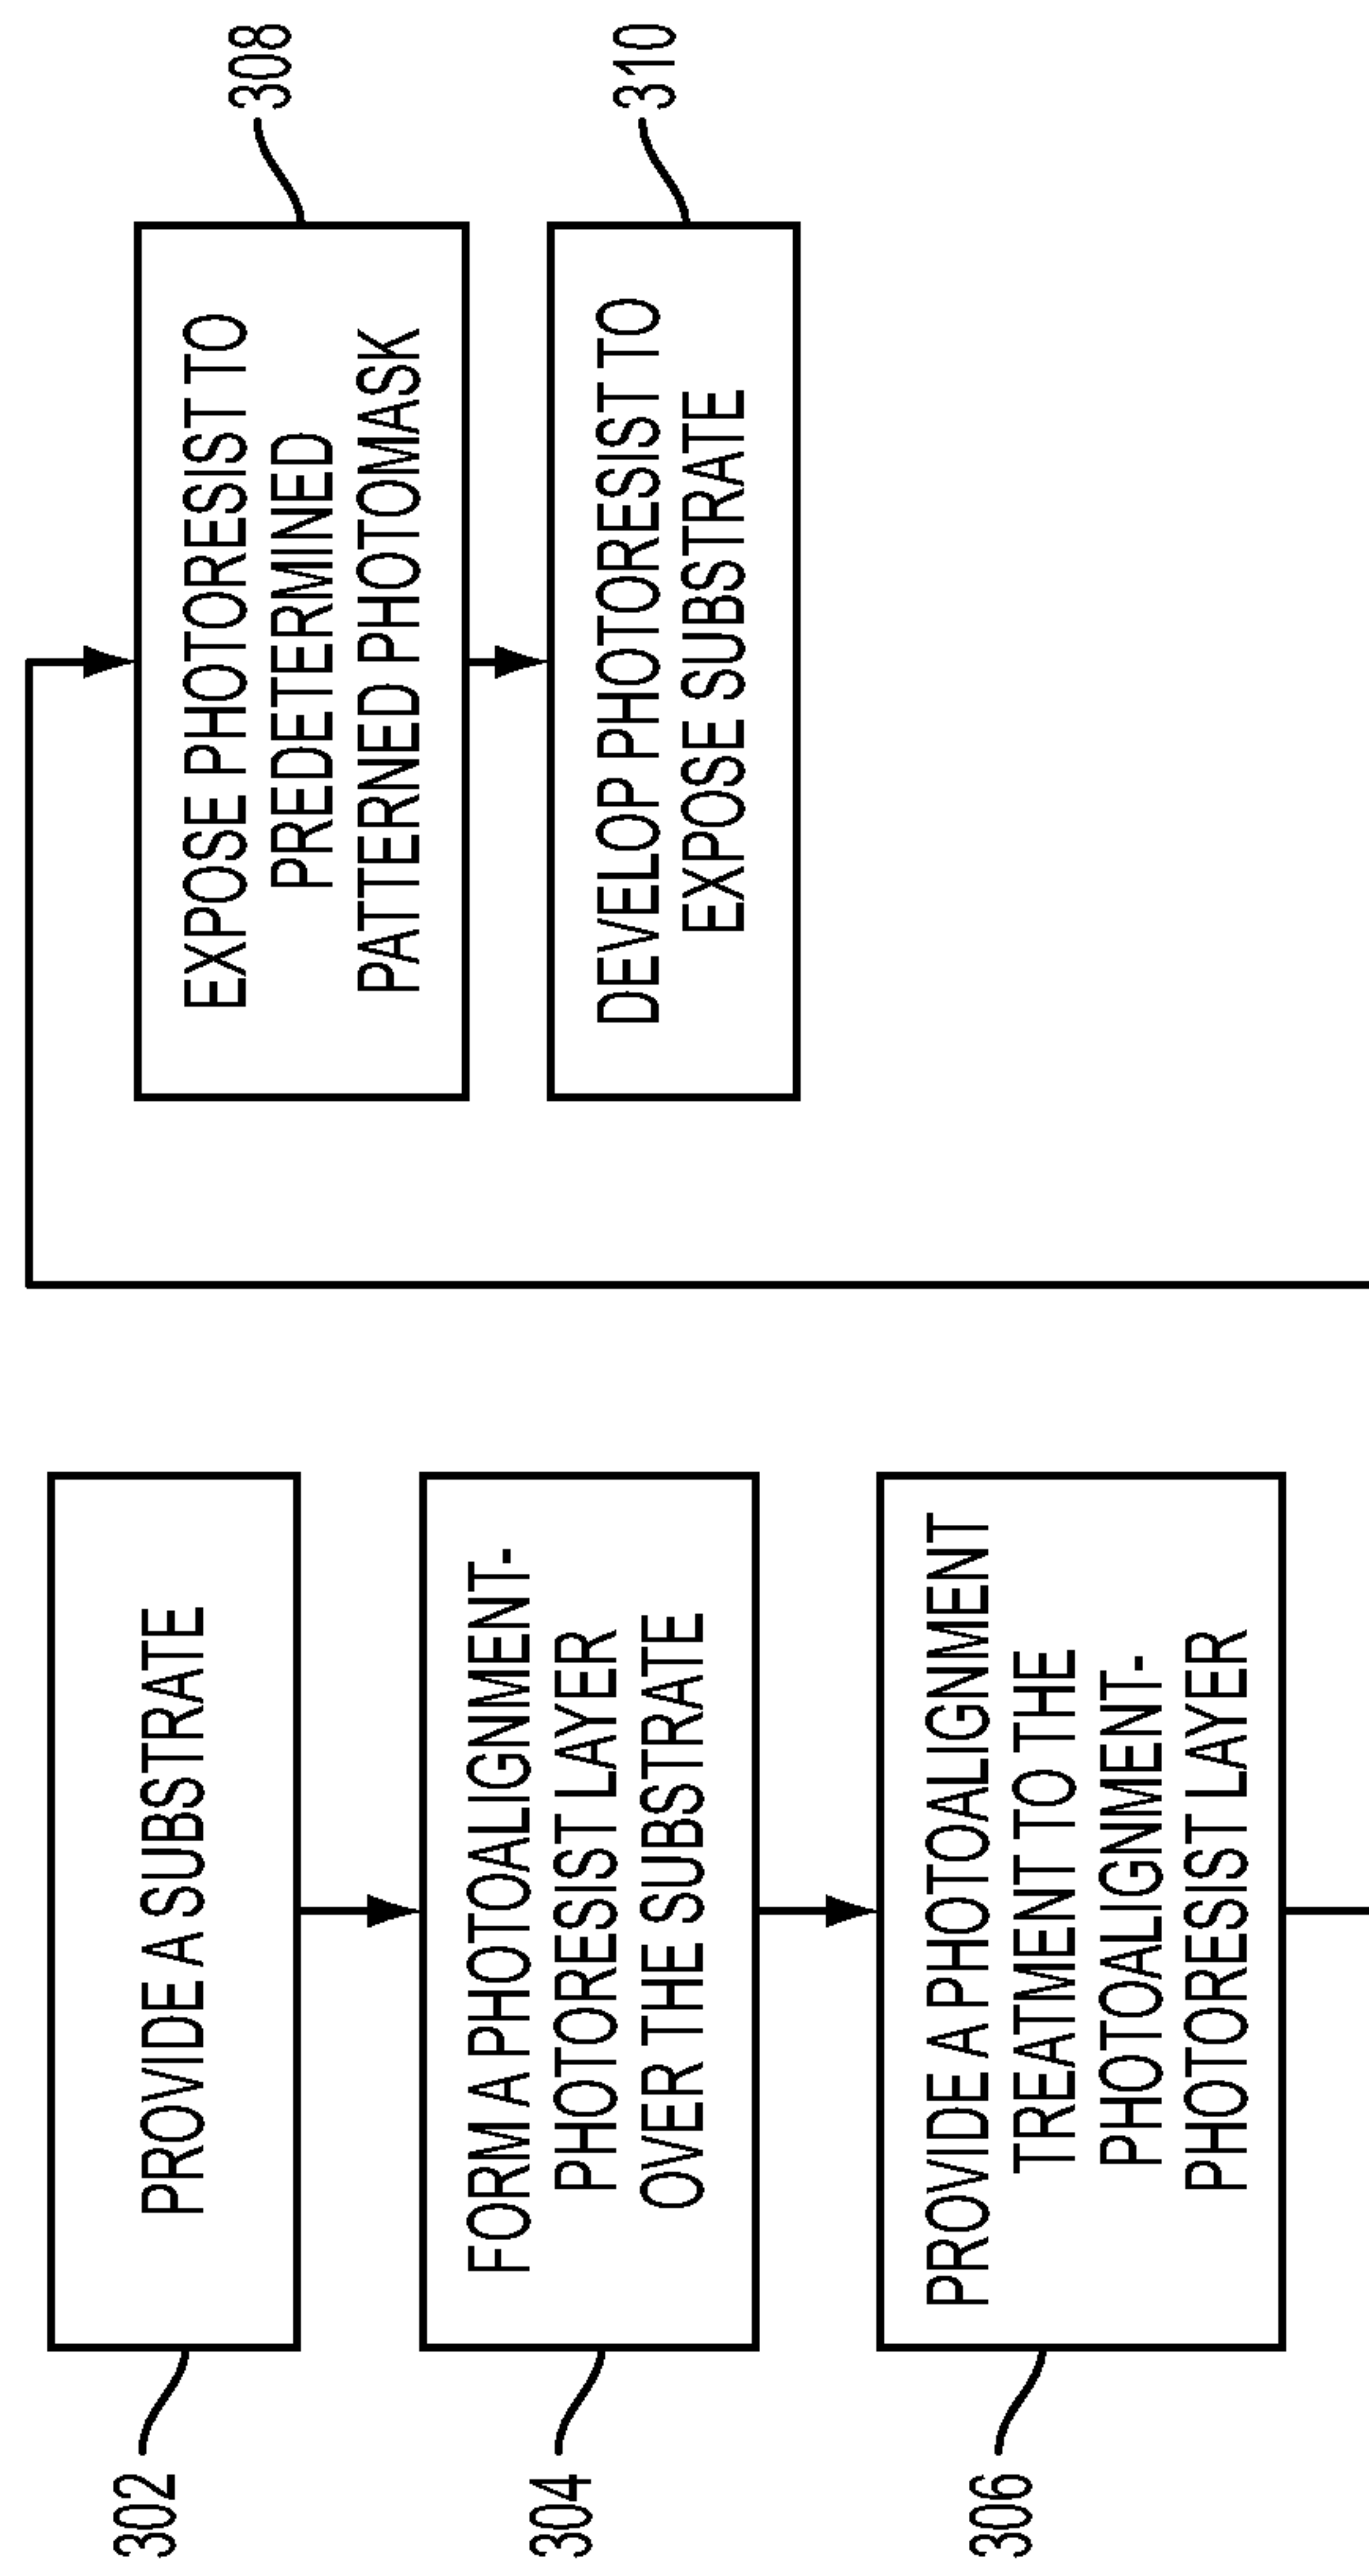 302
PROVIDE A SUBSTRATE
304
FORM A PHOTOALIGNMENT-
PHOTORESIST LAYER
OVER THE SUBSTRATE
306
PROVIDE A PHOTOALIGNMENT
TREATMENT TO THE
PHOTOALIGNMENT-
PHOTORESIST LAYER
EXPOSE PHOTORESIST TO
PREDETERMINED
PATTERNED PHOTOMASK
308
DEVELOP PHOTORESIST TO
EXPOSE SUBSTRATE
310